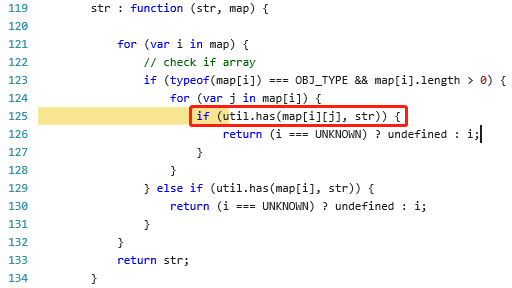 119 str : function (str, map) {
120
121 for (var i in map) {
122 // check if array
123 if (typeof(map[i]) === OBJ_TYPE && map[i].length > 0) {
124 for (var j in map[i]) {
125 if (util.has(map[i][j], str)) {
126 return (i === UNKNOWN) ? undefined : i;
127 }
128 }
129 } else if (util.has(map[i], str)) {
130 return (i === UNKNOWN) ? undefined : i;
131 }
132 }
133 return str;
134 }